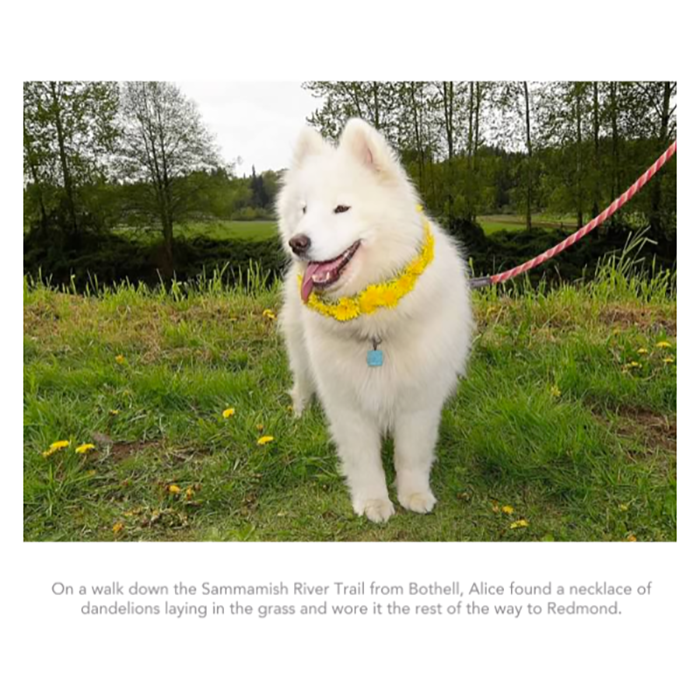 On a walk down the Sammamish River Trail from Bothell, Alice found a necklace of
dandelions laying in the grass and wore it the rest of the way to Redmond.